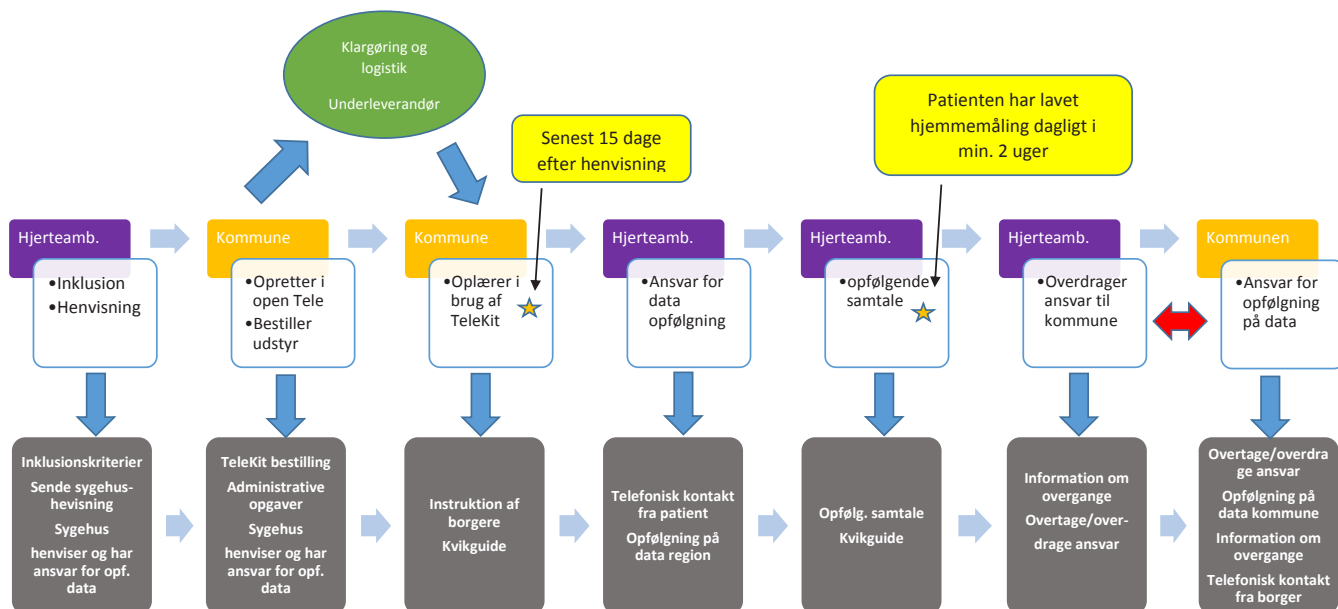 Klargøring og
logistik
Underleverandør
Senest 15 dage
efter henvisning
Patienten har lavet
hjemmemåling dagligt i
min. 2 uger
Hjerteamb.
•Inklusion
•Henvisning
Kommune
•Opretter i
open Tele
•Bestiller
udstyr
Kommune
•Oplærer i
brug af
TeleKit
Hjerteamb.
•Ansvar for
data
opfølgning
Hjerteamb.
•opfølgende
samtale
Hjerteamb.
•Overdrager
ansvar til
kommune
Kommunen
•Ansvar for
opfølgning
på data
Inklusionskriterier
Sende sygehus-
hevisning
Sygehus
henviser og har
ansvar for opf.
data
TeleKit bestilling
Administrative
opgaver
Sygehus
henviser og har
ansvar for opf.
data
Instruktion af
borgere
Kvikguide
Telefonisk kontakt
fra patient
Opfølgning på
data region
Opfølg. samtale
Kvikguide
Information om
overgange
Overtage/over-
drage ansvar
Overtage/overdra
ge ansvar
Opfølgning på
data kommune
Information om
overgange
Telefonisk kontakt
fra borger